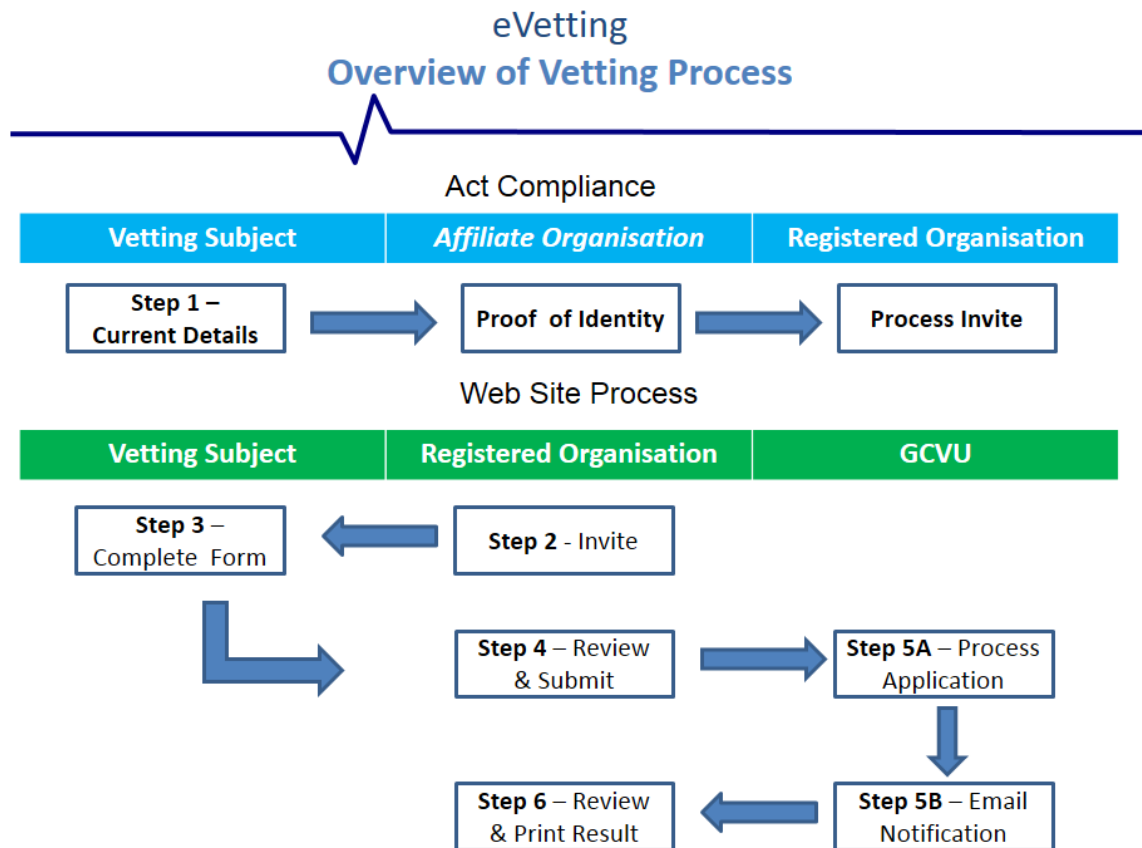 eVetting
Overview of Vetting Process
Act Compliance
Vetting Subject
Affiliate Organisation
Registered Organisation
Step 1 –
Current Details
Proof of Identity
Process Invite
Web Site Process
Vetting Subject
Registered Organisation
GCVU
Step 3 –
Complete Form
Step 2 - Invite
Step 4 – Review
& Submit
Step 5A – Process
Application
Step 6 – Review
& Print Result
Step 5B – Email
Notification